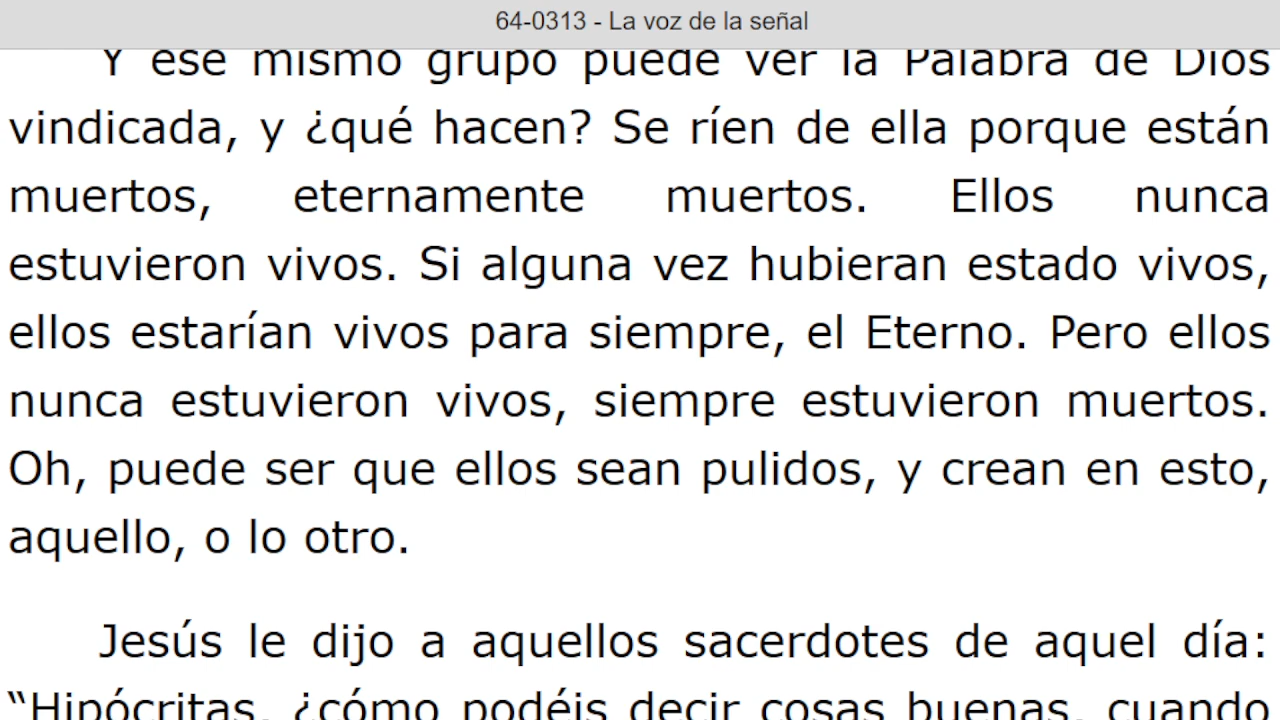 64-0313 - La voz de la señal
Y ese mismo grupo puede ver la Palabra de Dios
vindicada, y ¿qué hacen? Se ríen de ella porque están
muertos, eternamente muertos. Ellos nunca
estuvieron vivos. Si alguna vez hubieran estado vivos,
ellos estarían vivos para siempre, el Eterno. Pero ellos
nunca estuvieron vivos, siempre estuvieron muertos.
Oh, puede ser que ellos sean pulidos, y crean en esto,
aquello, o lo otro.
Jesús le dijo a aquellos sacerdotes de aquel día:
“Hipócritas, ¿cómo podéis decir cosas buenas, cuando